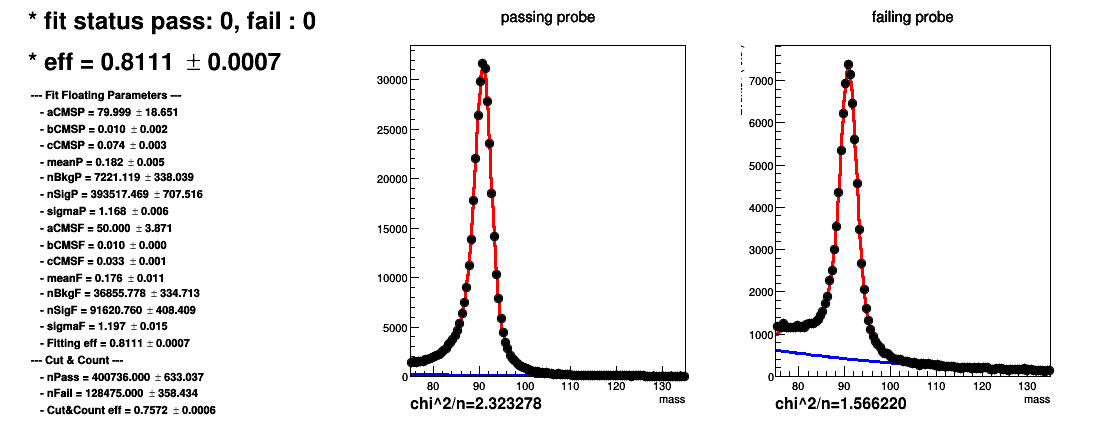 * fit status pass: 0, fail : 0
* eff = 0.8111 ± 0.0007
--- Fit Floating Parameters ---
- aCMSP = 79.999 ± 18.651
- bCMSP = 0.010 ± 0.002
- cCMSP = 0.074 ± 0.003
- meanP = 0.182 ± 0.005
- nBkgP = 7221.119 ± 338.039
- nSigP = 393517.469 ± 707.516
- sigmaP = 1.168 ± 0.006
- aCMSF = 50.000 ± 3.871
- bCMSF = 0.010 ± 0.000
- cCMSF = 0.033 ± 0.001
- meanF = 0.176 ± 0.011
- nBkgF = 36855.778 ± 334.713
- nSigF = 91620.760 ± 408.409
- sigmaF = 1.197 ± 0.015
- Fitting eff = 0.8111 ± 0.0007
--- Cut & Count ---
- nPass = 400736.000 ± 633.037
- nFail = 128475.000 ± 358.434
- Cut&Count eff = 0.7572 ± 0.0006
passing probe
30000
25000
20000
15000
10000
5000
0
80 90 100 110 120 130
mass
chi^2/n=2.323278
failing probe
7000
6000
5000
4000
3000
2000
1000
0
80 90 100 110 120 130
mass
chi^2/n=1.566220